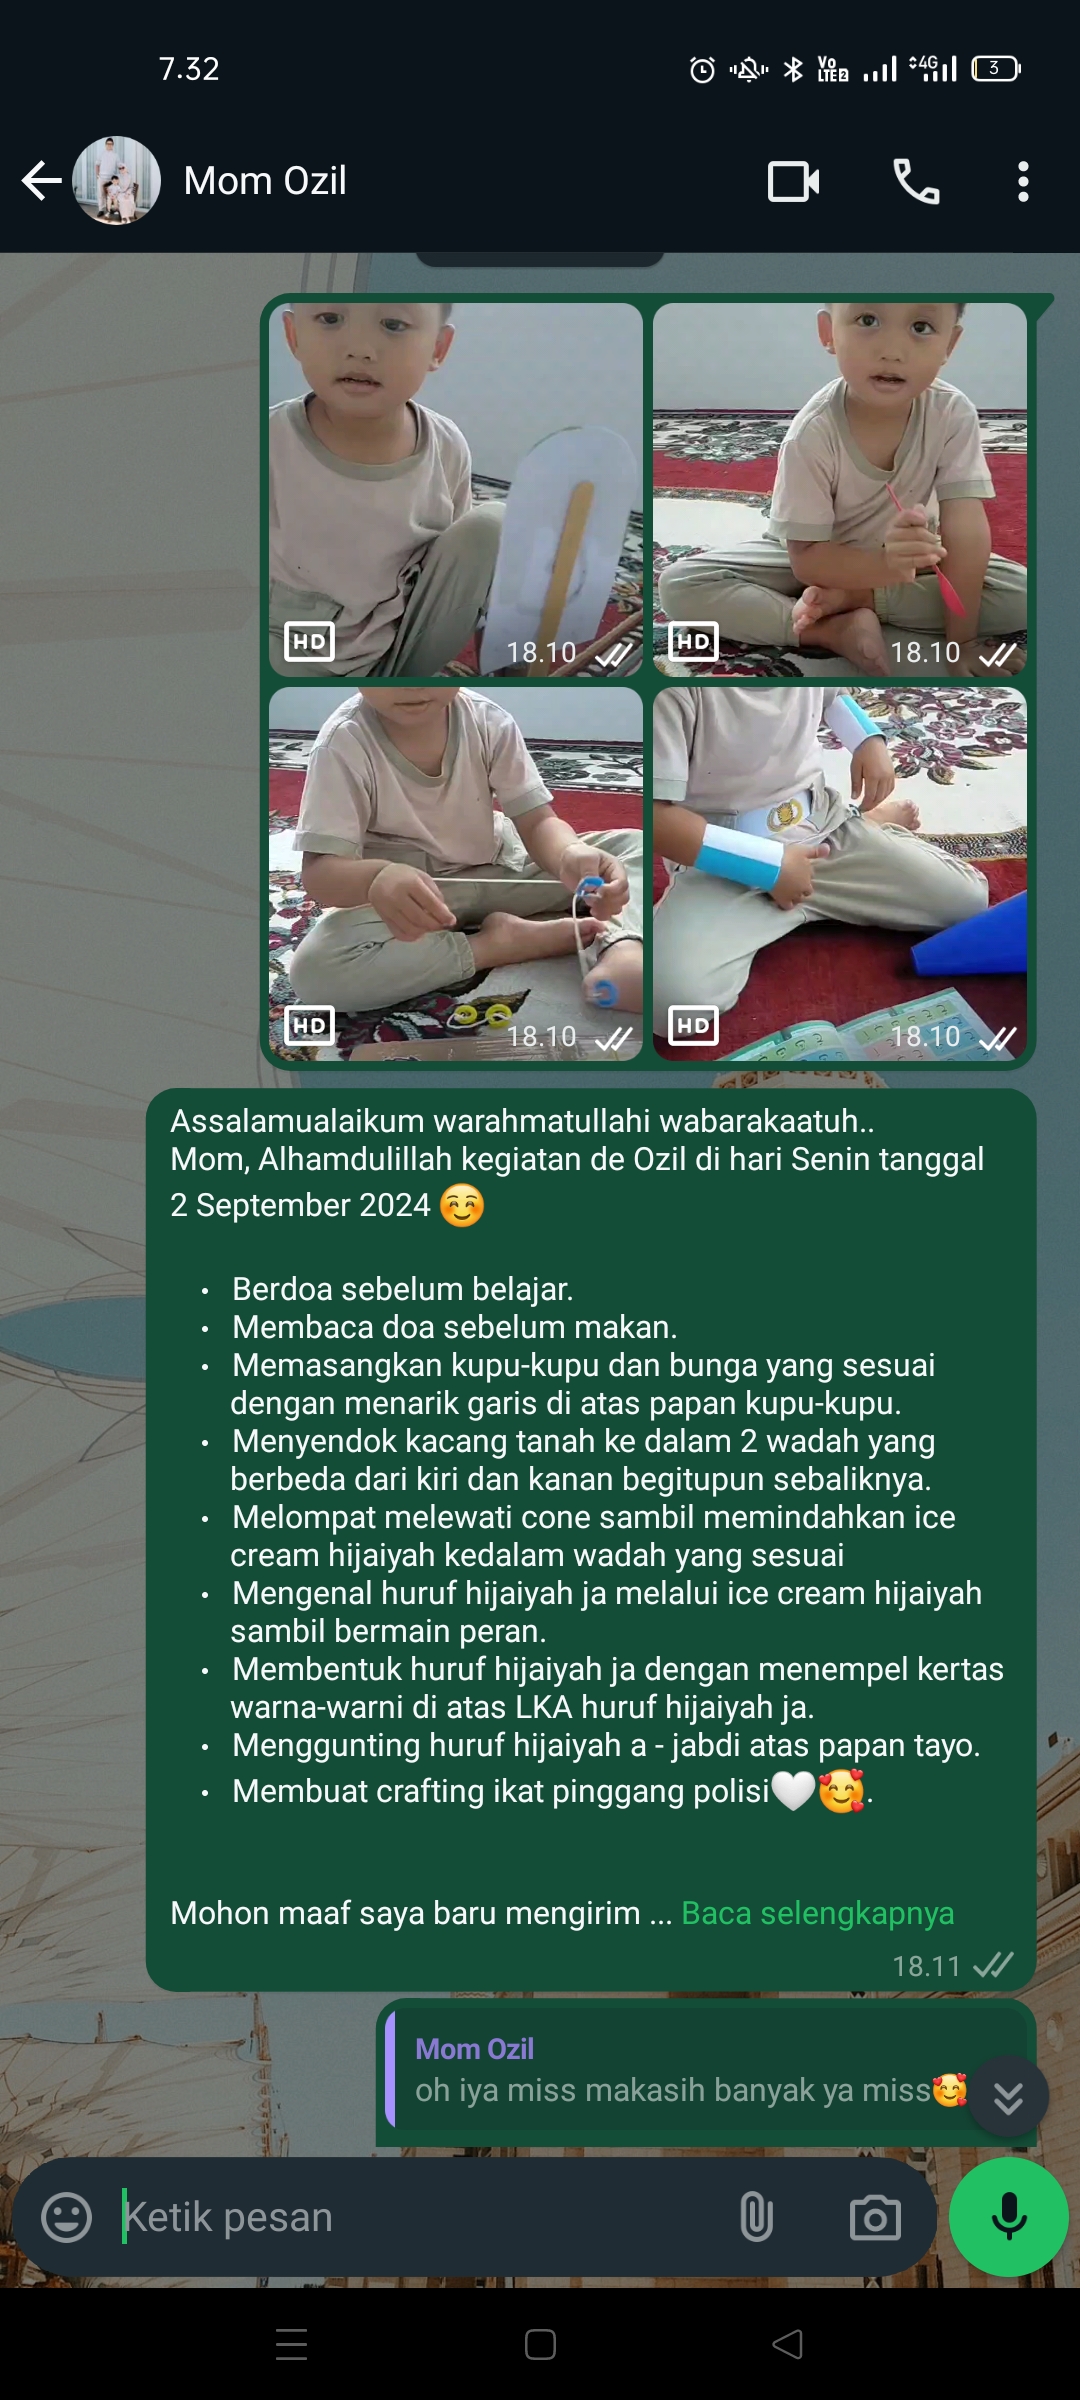 7.32
Vo
LTE2
4G
3
Mom Ozil
HD
18.10
HD
18.10
HD
18.10
HD
18.10
Assalamualaikum warahmatullahi wabarakaatuh..
Mom, Alhamdulillah kegiatan de Ozil di hari Senin tanggal
2 September 2024 ☺️
• Berdoa sebelum belajar.
• Membaca doa sebelum makan.
• Memasangkan kupu-kupu dan bunga yang sesuai
dengan menarik garis di atas papan kupu-kupu.
• Menyendok kacang tanah ke dalam 2 wadah yang
berbeda dari kiri dan kanan begitupun sebaliknya.
• Melompat melewati cone sambil memindahkan ice
cream hijaiyah kedalam wadah yang sesuai
• Mengenal huruf hijaiyah ja melalui ice cream hijaiyah
sambil bermain peran.
• Membentuk huruf hijaiyah ja dengan menempel kertas
warna-warni di atas LKA huruf hijaiyah ja.
• Menggunting huruf hijaiyah a - jabdi atas papan tayo.
• Membuat crafting ikat pinggang polisi🤍🥰.
Mohon maaf saya baru mengirim ... Baca selengkapnya
18.11
Mom Ozil
oh iya miss makasih banyak ya miss🥰
Ketik pesan